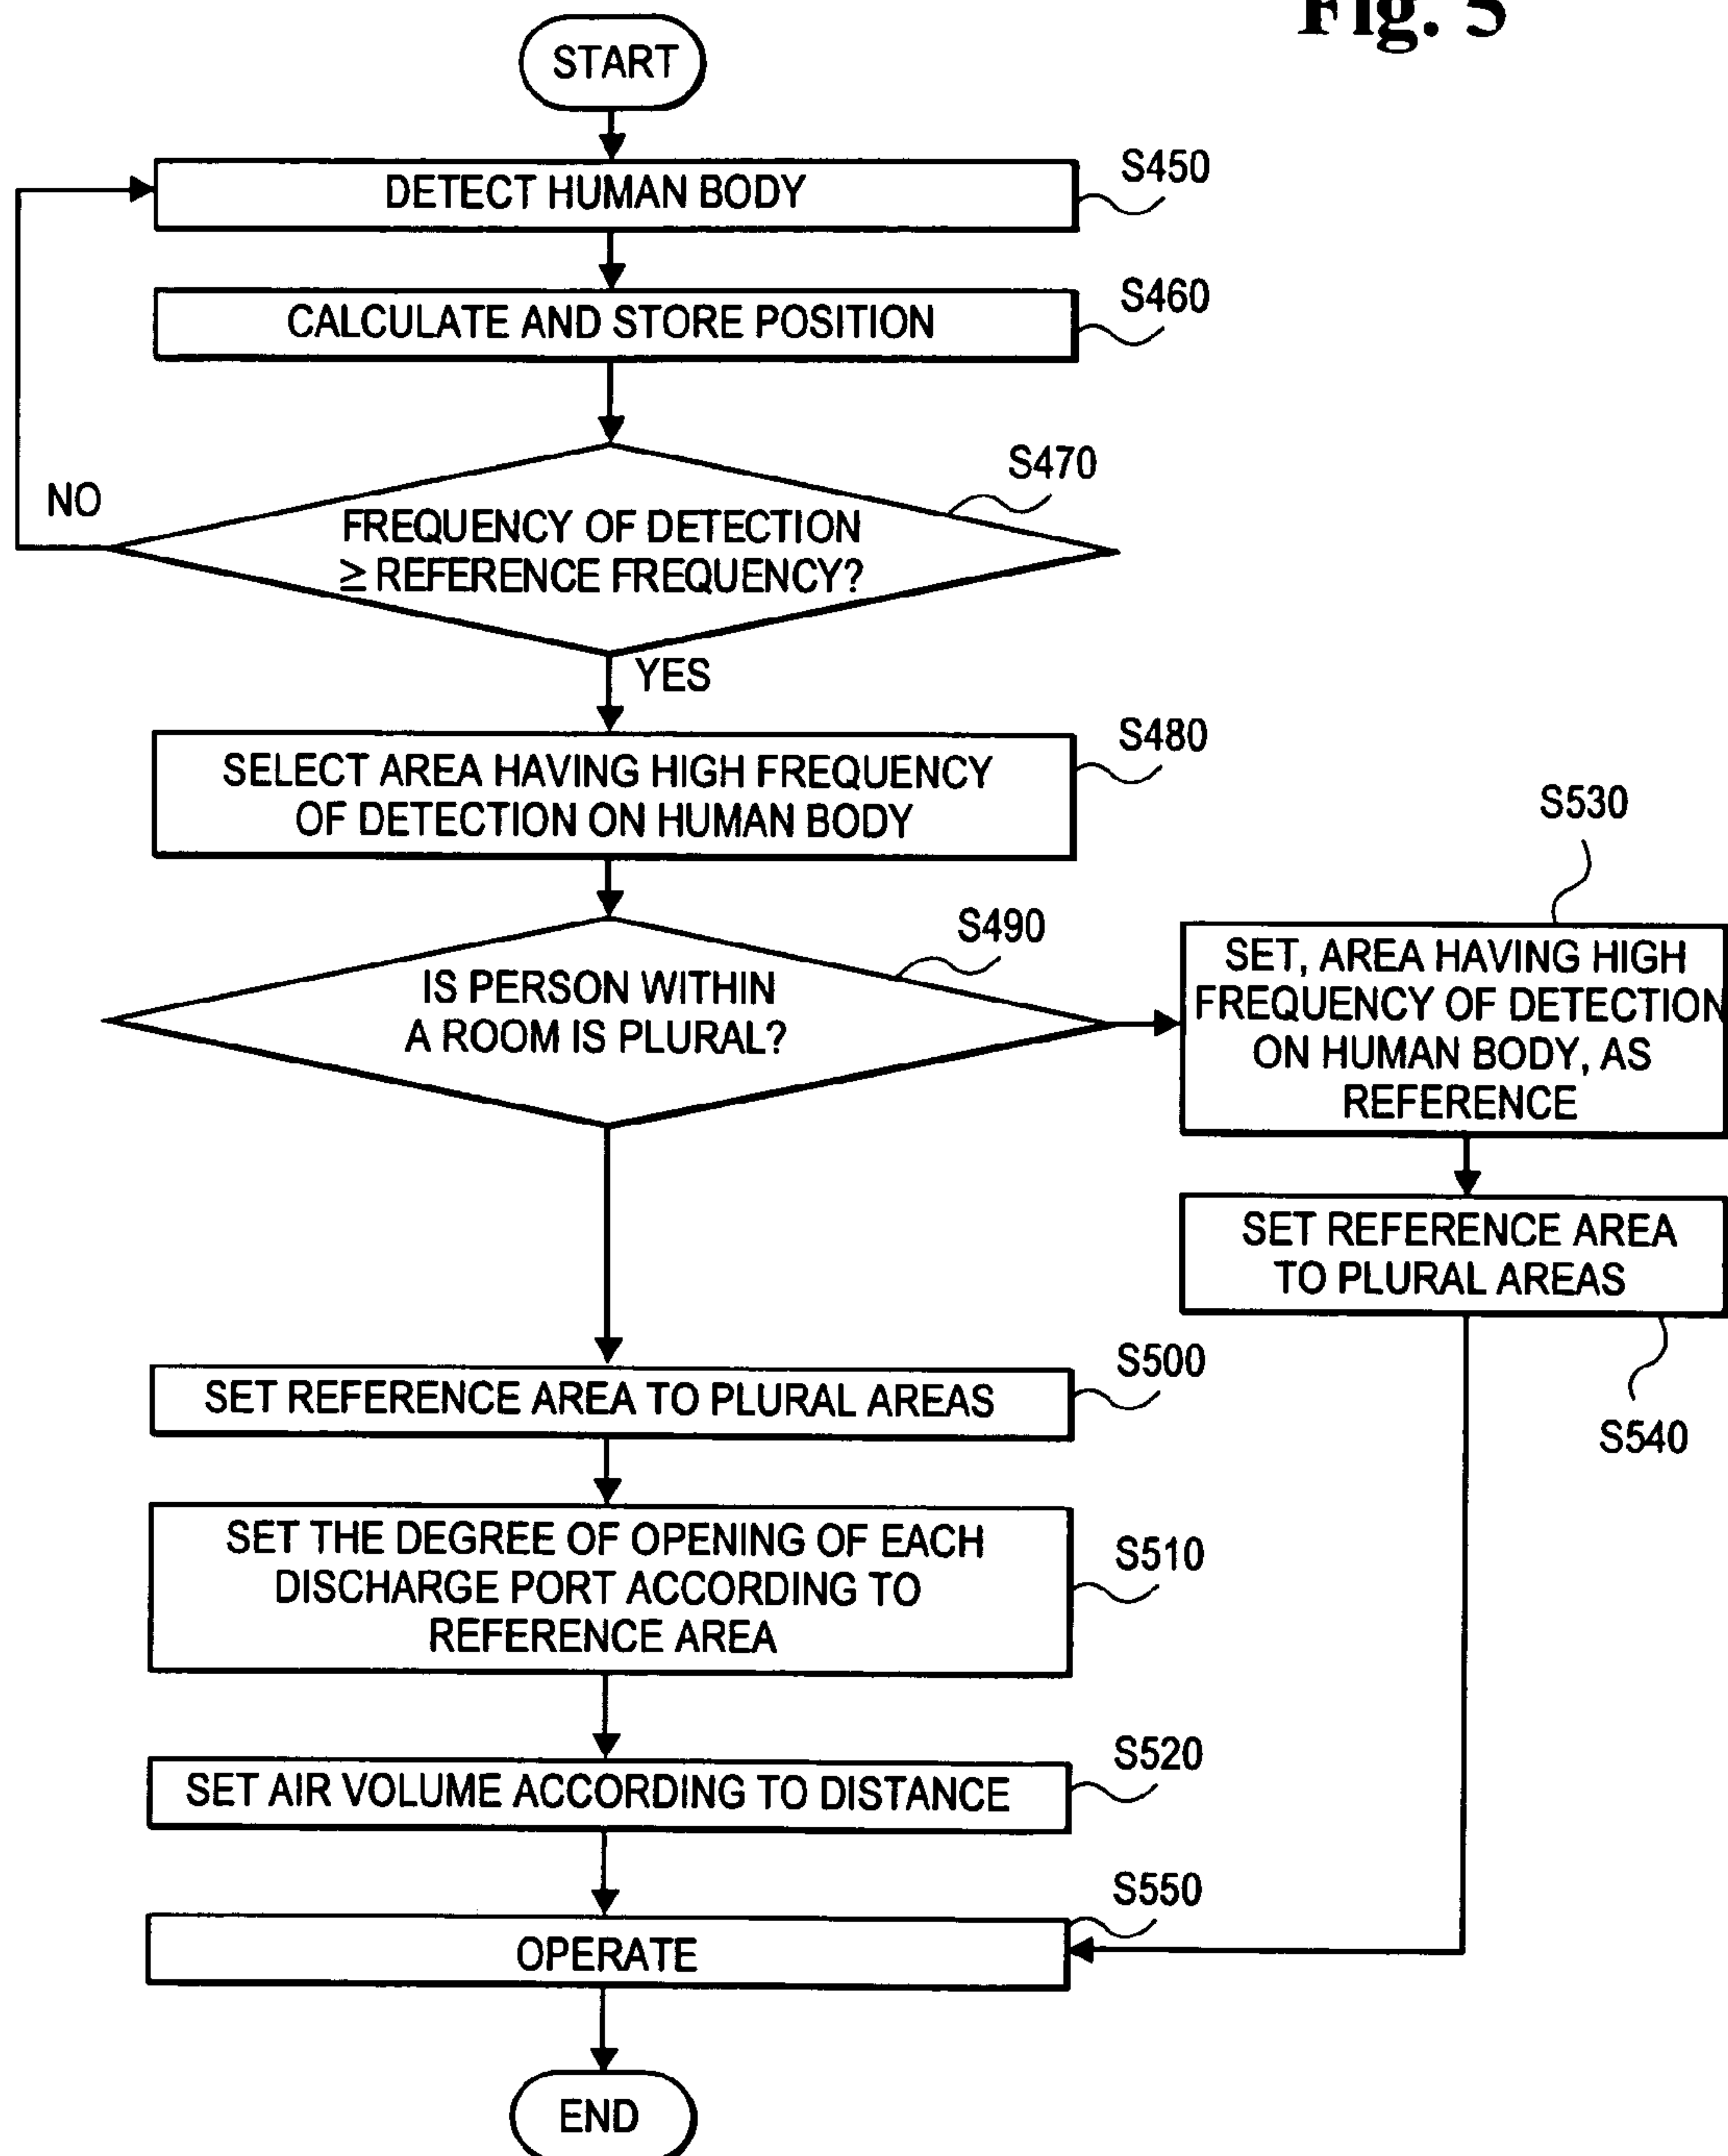 Fig. 5
START
DETECT HUMAN BODY
S450
CALCULATE AND STORE POSITION
S460
S470
NO
FREQUENCY OF DETECTION
≥ REFERENCE FREQUENCY?
YES
SELECT AREA HAVING HIGH FREQUENCY
OF DETECTION ON HUMAN BODY
S480
S490
IS PERSON WITHIN
A ROOM IS PLURAL?
S530
SET, AREA HAVING HIGH
FREQUENCY OF DETECTION
ON HUMAN BODY, AS
REFERENCE
SET REFERENCE AREA
TO PLURAL AREAS
S540
SET REFERENCE AREA TO PLURAL AREAS
S500
SET THE DEGREE OF OPENING OF EACH
DISCHARGE PORT ACCORDING TO
REFERENCE AREA
S510
SET AIR VOLUME ACCORDING TO DISTANCE
S520
OPERATE
S550
END